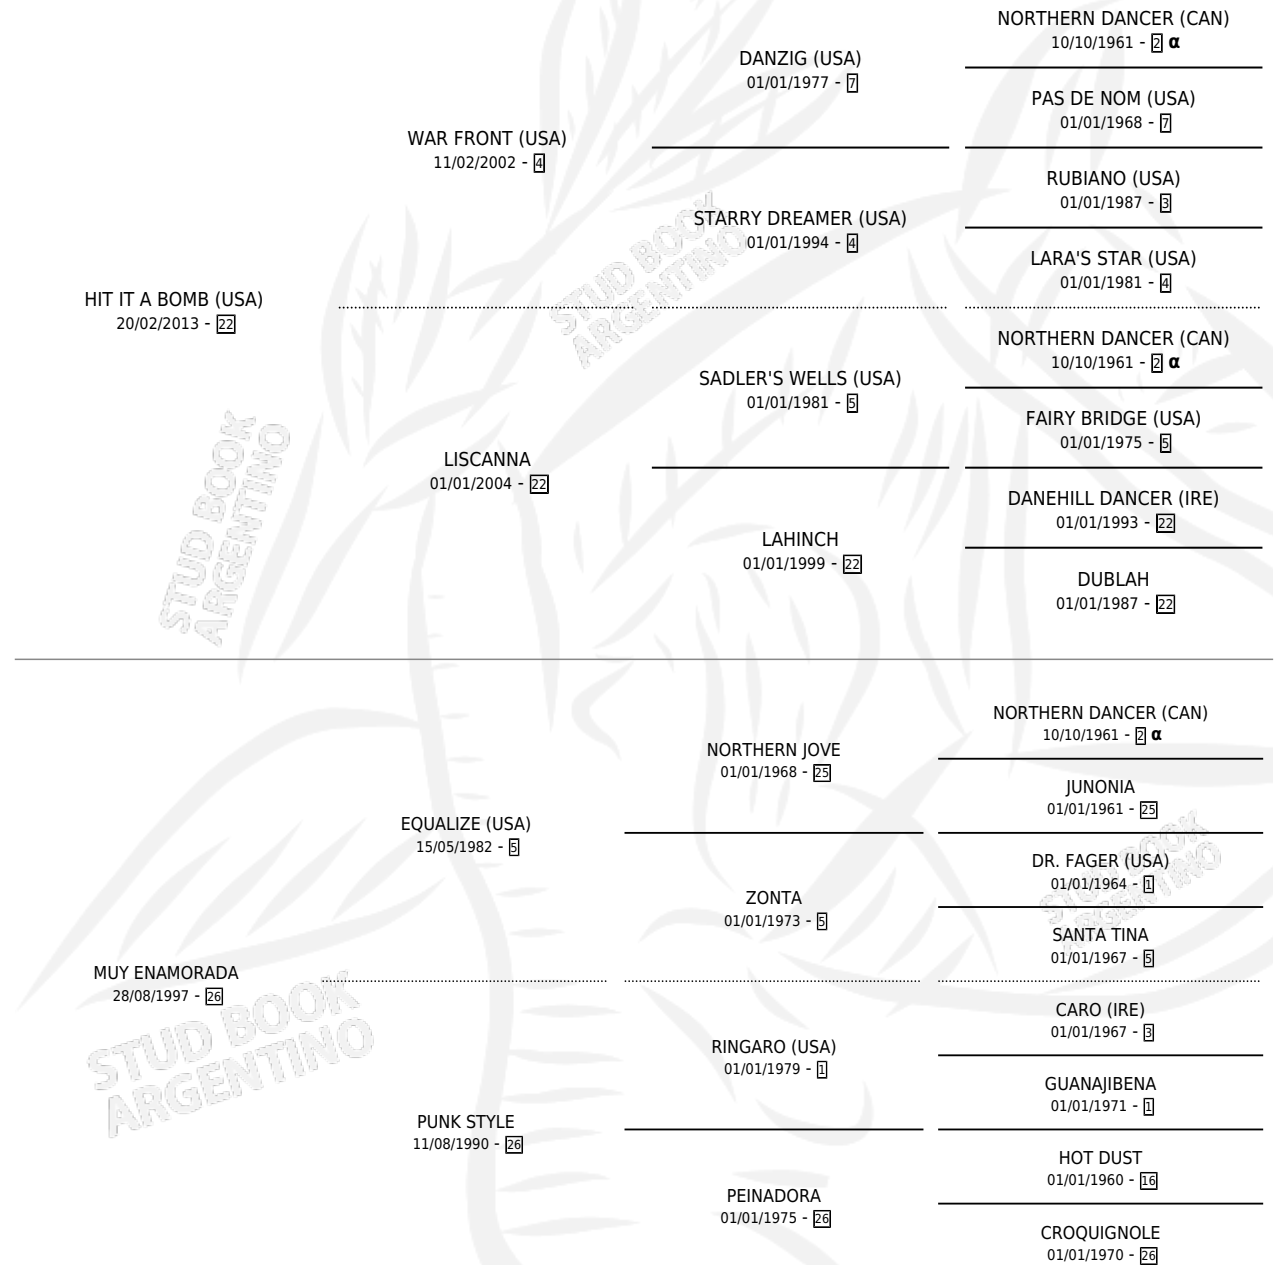 NORTHERN DANCER (CAN)
10/10/1961 - 2 α
DANZIG (USA)
01/01/1977 - 7
PAS DE NOM (USA)
01/01/1968 - 7
WAR FRONT (USA)
11/02/2002 - 4
RUBIANO (USA)
01/01/1987 - 3
STARRY DREAMER (USA)
01/01/1994 - 4
LARA'S STAR (USA)
01/01/1981 - 4
HIT IT A BOMB (USA)
20/02/2013 - 22
NORTHERN DANCER (CAN)
10/10/1961 - 2 α
SADLER'S WELLS (USA)
01/01/1981 - 5
FAIRY BRIDGE (USA)
01/01/1975 - 5
LISCANNA
01/01/2004 - 22
DANEHILL DANCER (IRE)
01/01/1993 - 22
LAHINCH
01/01/1999 - 22
DUBLAH
01/01/1987 - 22
NORTHERN DANCER (CAN)
10/10/1961 - 2 α
NORTHERN JOVE
01/01/1968 - 25
JUNONIA
01/01/1961 - 25
EQUALIZE (USA)
15/05/1982 - 5
DR. FAGER (USA)
01/01/1964 - 1
ZONTA
01/01/1973 - 5
SANTA TINA
01/01/1967 - 5
MUY ENAMORADA
28/08/1997 - 26
CARO (IRE)
01/01/1967 - 3
RINGARO (USA)
01/01/1979 - 1
GUANAJIBENA
01/01/1971 - 1
PUNK STYLE
11/08/1990 - 26
HOT DUST
01/01/1960 - 16
PEINADORA
01/01/1975 - 26
CROQUIGNOLE
01/01/1970 - 26
STUD BOOK
ARGENTINO
STUD BOOK
ARGENTINO
STUD BOOK
ARGENTINO
STUD BOOK
ARGENTINO